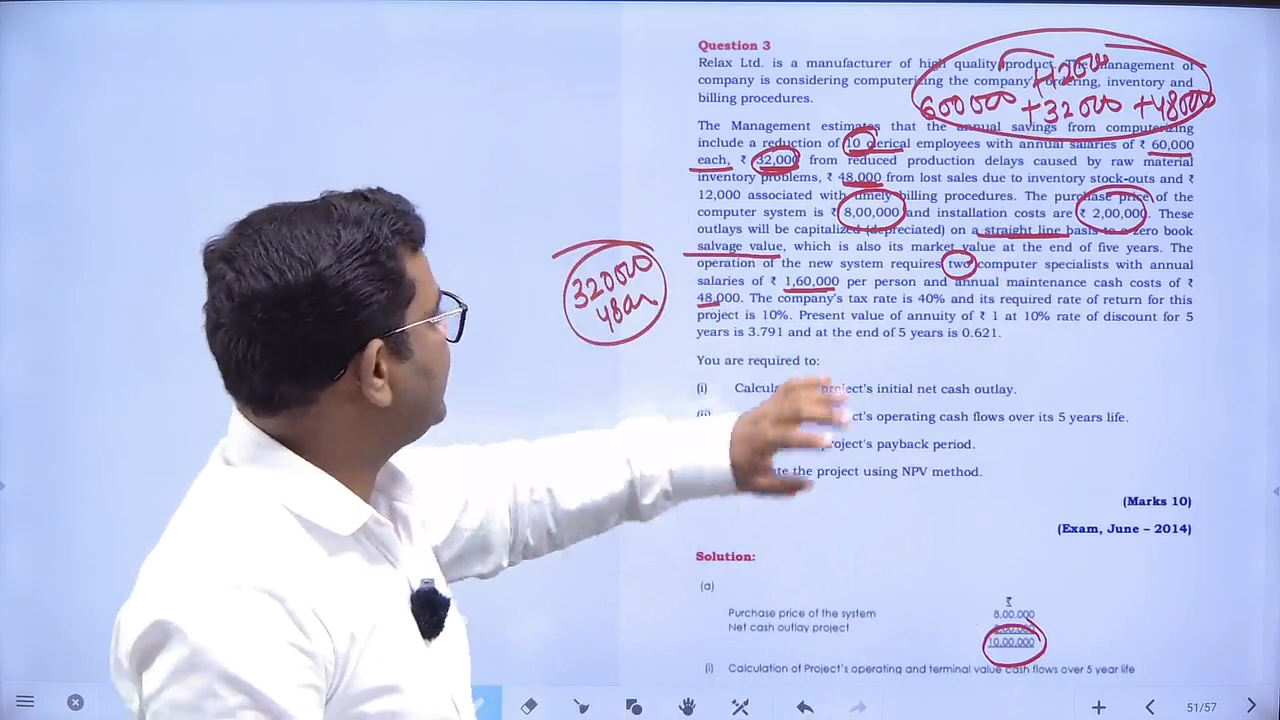 Question 3
Relax Ltd. is a manufacturer of high quality product. The management of
company is considering computerizing the company's ordering, inventory and
billing procedures.
+12000
600000 +32000 +48000
The Management estimates that the annual savings from computerizing
include a reduction of 10 clerical employees with annual salaries of ₹ 60,000
each, ₹ 32,000 from reduced production delays caused by raw material
inventory problems, ₹ 48,000 from lost sales due to inventory stock-outs and ₹
12,000 associated with timely billing procedures. The purchase price of the
computer system is ₹ 8,00,000 and installation costs are ₹ 2,00,000. These
outlays will be capitalized (depreciated) on a straight line basis to a zero book
salvage value, which is also its market value at the end of five years. The
operation of the new system requires two computer specialists with annual
salaries of ₹ 1,60,000 per person and annual maintenance cash costs of ₹
48,000. The company's tax rate is 40% and its required rate of return for this
project is 10%. Present value of annuity of ₹ 1 at 10% rate of discount for 5
years is 3.791 and at the end of 5 years is 0.621.
320000
You are required to:
(i) project's initial net cash outlay.
(ii) operating cash flows over its 5 years life.
payback period.
the project using NPV method.
(Marks 10)
(Exam, June – 2014)
Solution:
(a)
₹
Purchase price of the system 8,00,000
Net cash outlay project
10,00,000
(i) Calculation of Project's operating and terminal value cash flows over 5 year life
51/57